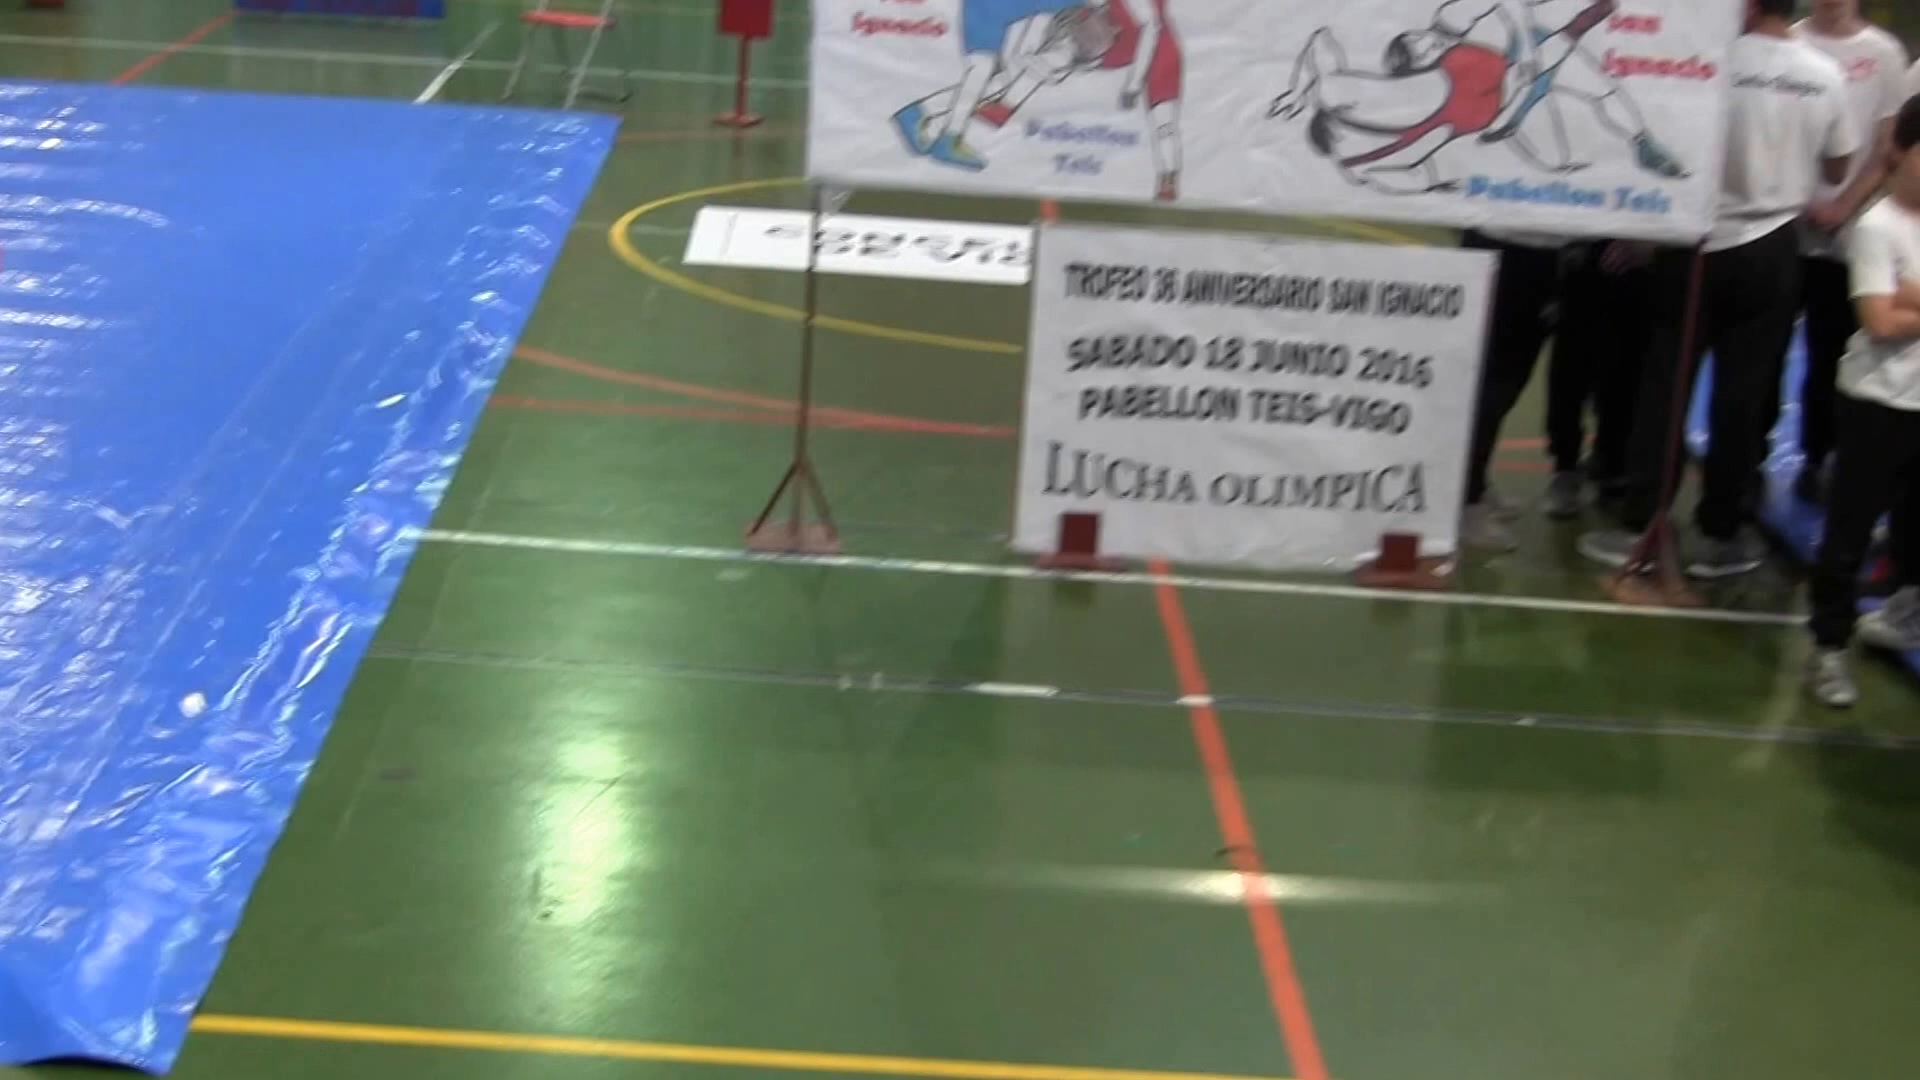 San
Ignacio
Pabellon
Teis
San
Ignacio
Pabellon Teis
TROFEO 36 ANIVERSARIO SAN IGNACIO
SABADO 18 JUNIO 2016
PABELLON TEIS-VIGO
LUCHA OLIMPICA